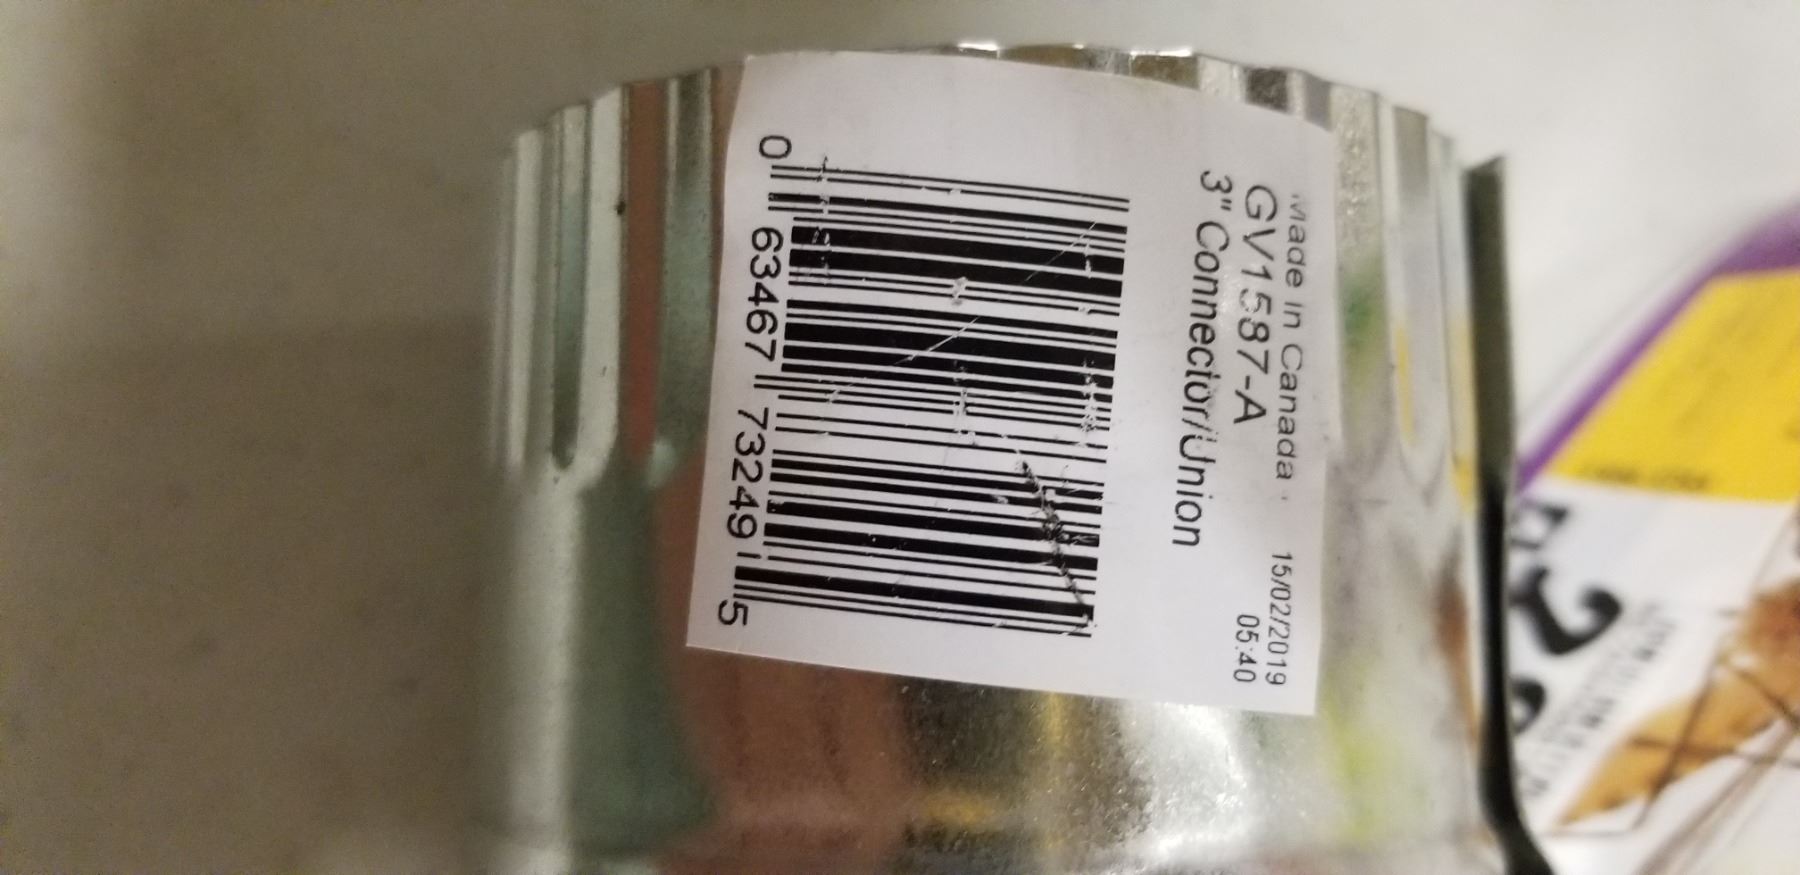 Made in Canada
15/02/2019
GV1587-A
05:40
3" Connector/Union
0 63467 73249 5